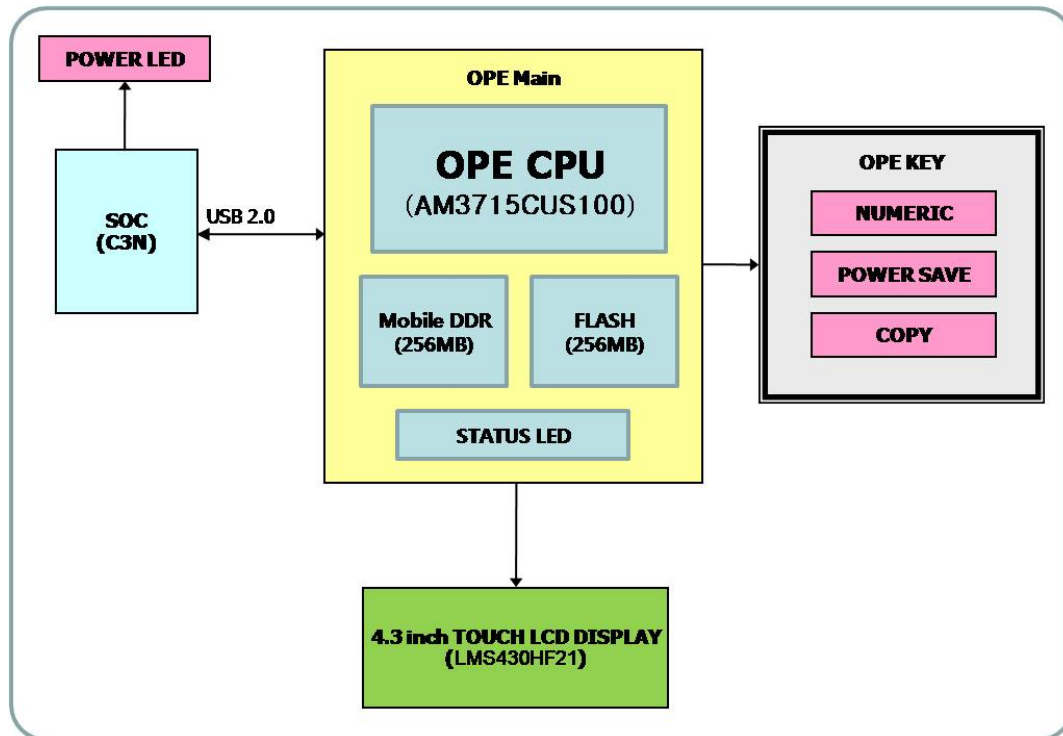 POWER LED
OPE Main
OPE CPU
(AM3715CUS100)
OPE KEY
SOC
(C3N)
USB 2.0
NUMERIC
POWER SAVE
COPY
Mobile DDR
(256MB)
FLASH
(256MB)
STATUS LED
4.3 inch TOUCH LCD DISPLAY
(LMS430HF21)